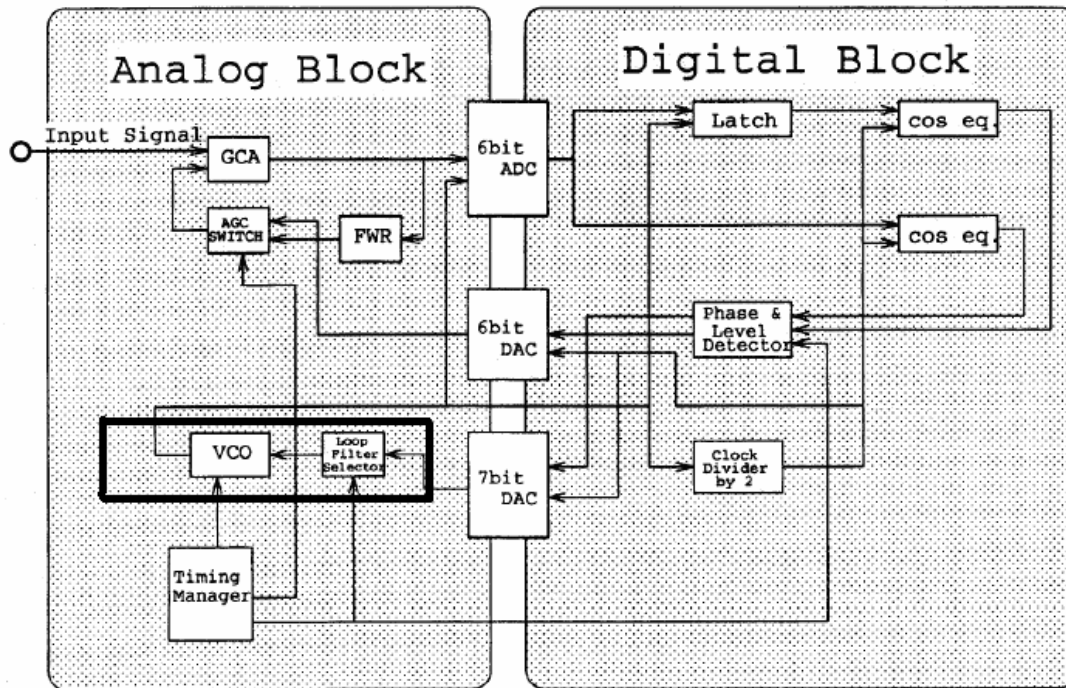 Analog Block
Digital Block
Input Signal
GCA
6bit
ADC
Latch
cos eq.
AGC
SWITCH
FWR
cos eq.
6bit
DAC
Phase &
Level
Detector
VCO
Loop
Filter
Selector
7bit
DAC
Clock
Divider
by 2
Timing
Manager